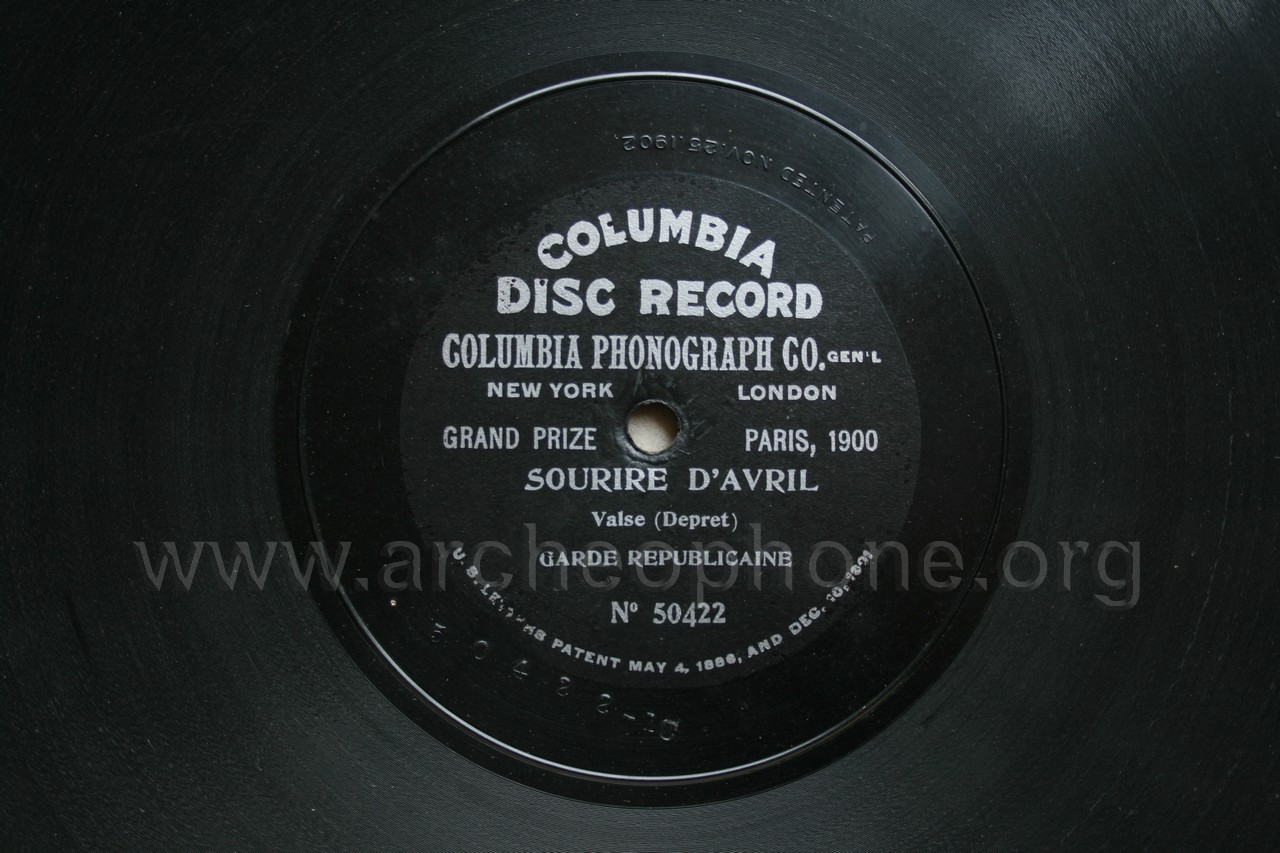 PATENTED NOV. 25. 1902.
COLUMBIA
DISC RECORD
COLUMBIA PHONOGRAPH CO. GEN'L
NEW YORK LONDON
GRAND PRIZE PARIS, 1900
SOURIRE D'AVRIL
Valse (Depret)
GARDE REPUBLICAINE
Nº 50422
U.S. PATENT MAY 4, 1886, AND DEC.
www.archeophone.org